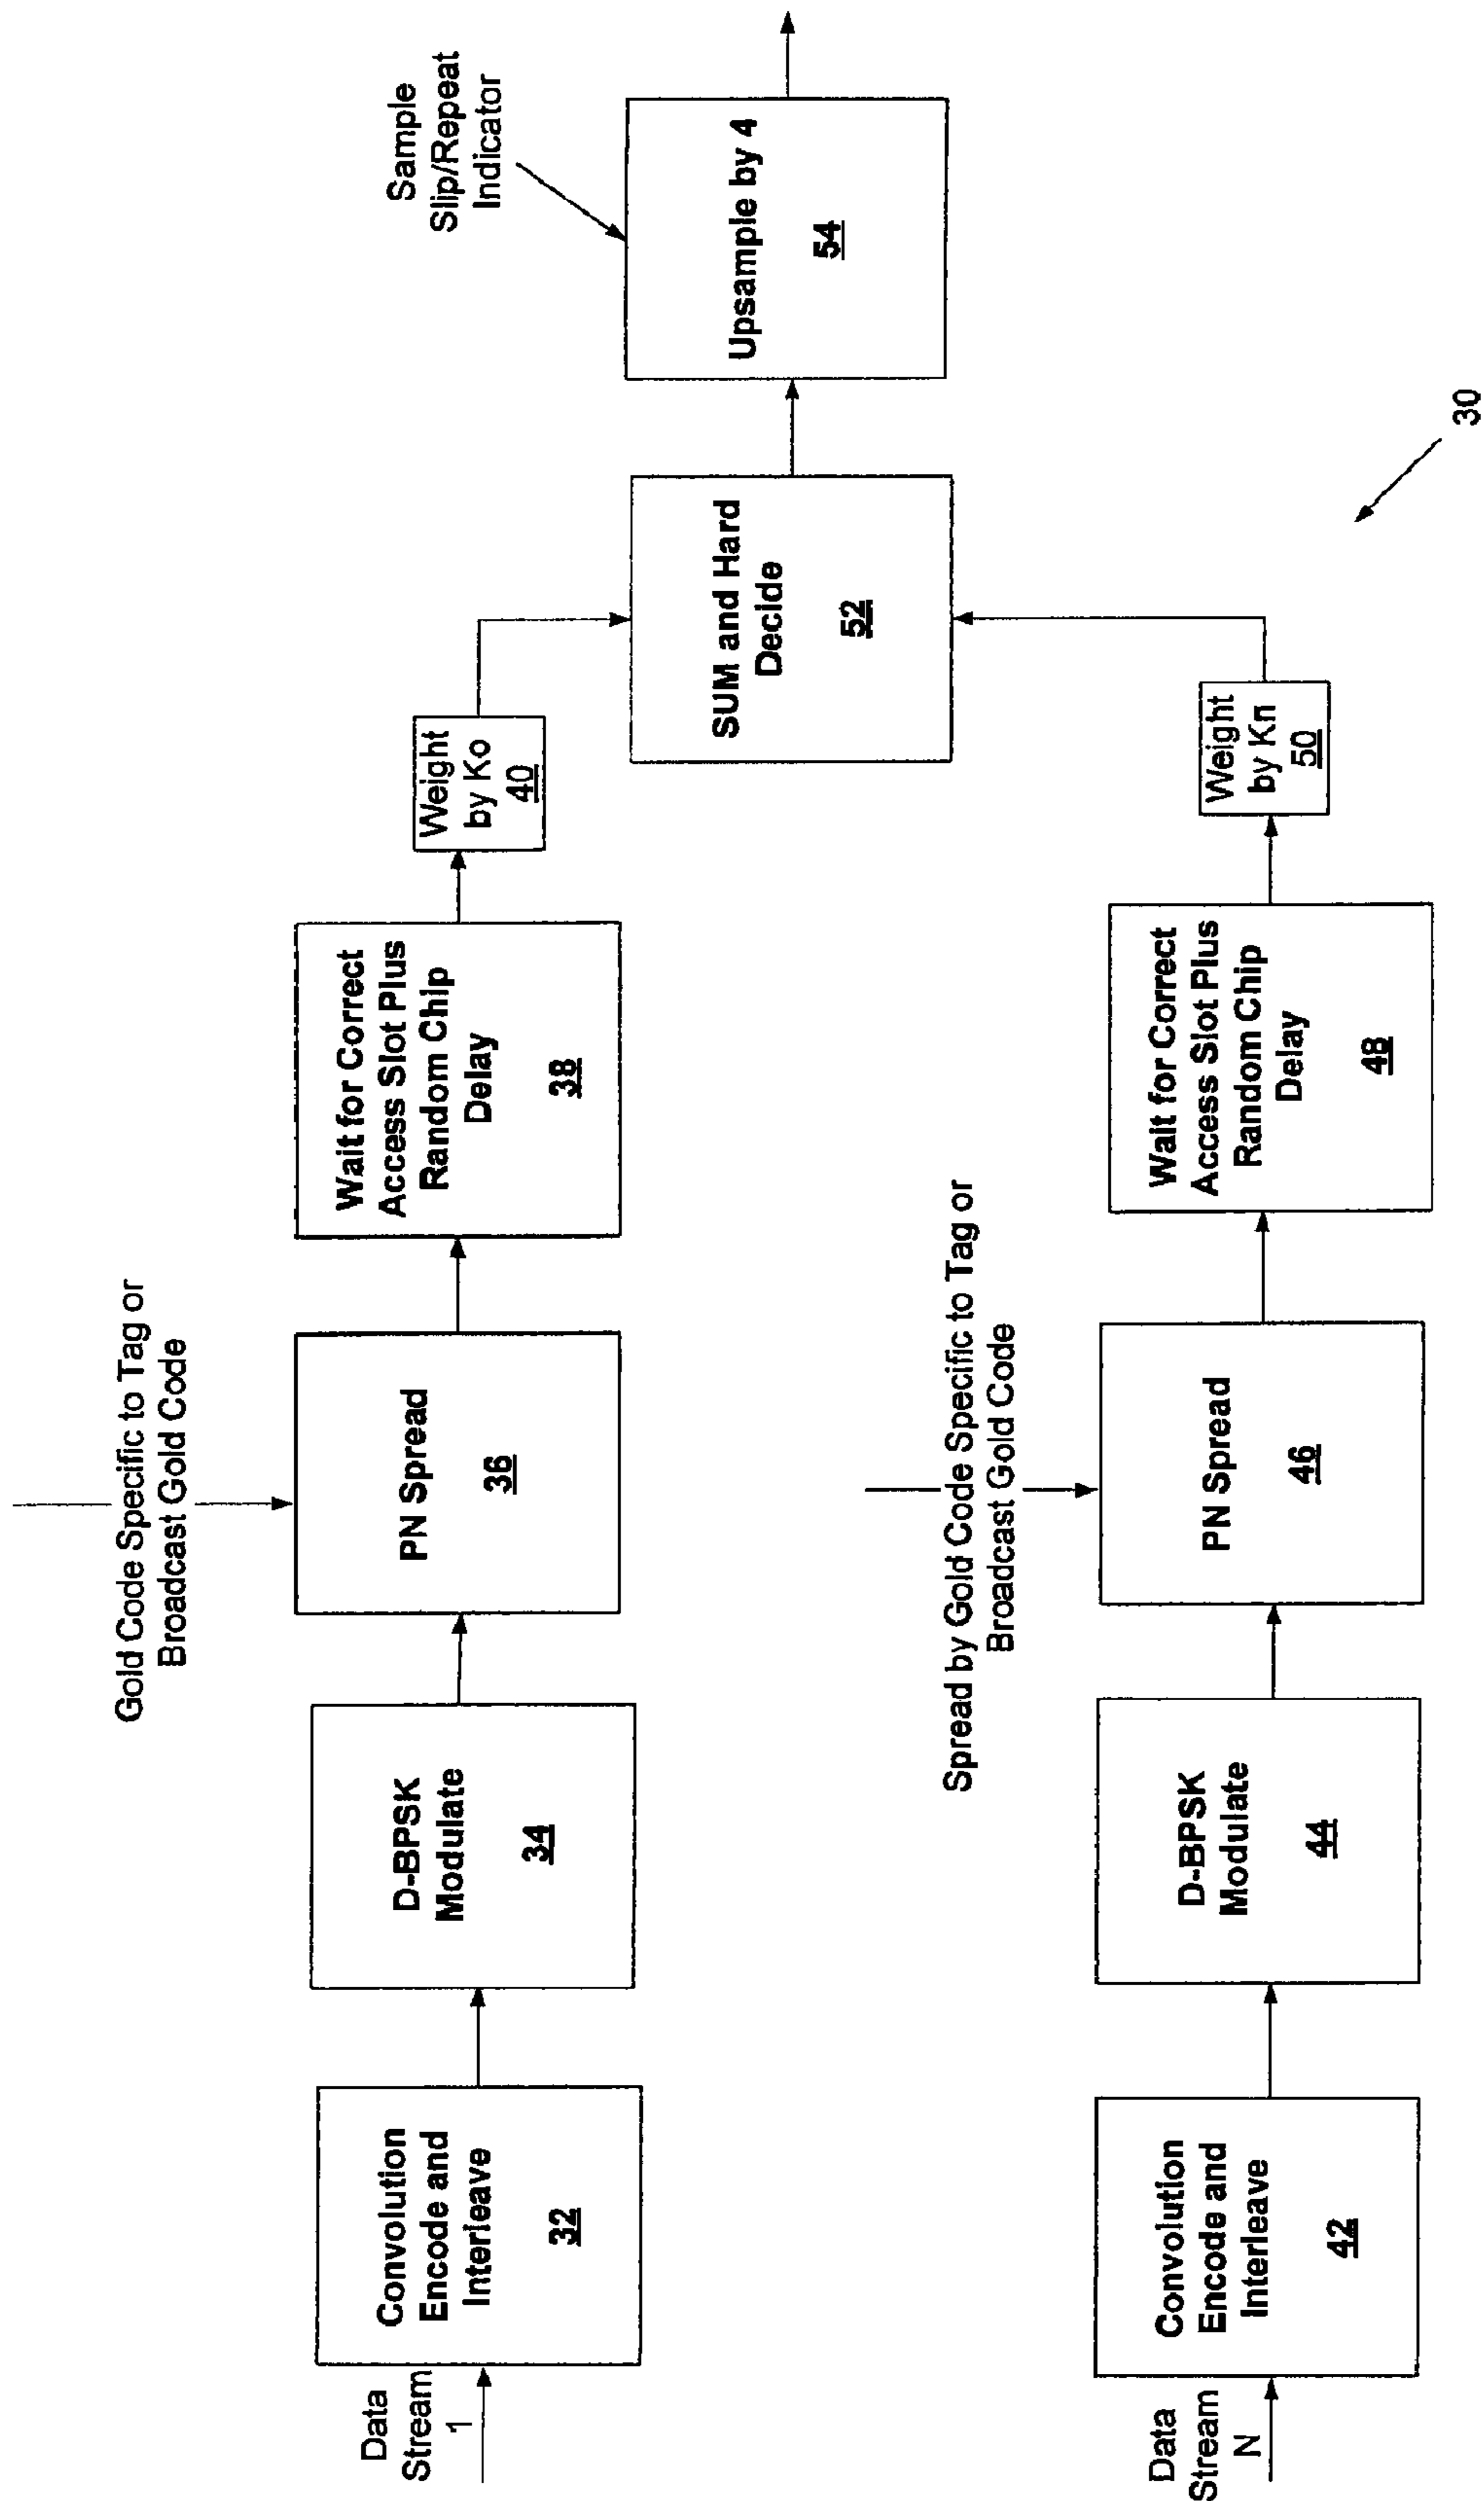 Data
Stream
1
Convolution
Encode and
Interleave
32
D-BPSK
Modulate
34
Gold Code Specific to Tag or
Broadcast Gold Code
PN Spread
36
Wait for Correct
Access Slot Plus
Random Chip
Delay
38
Weight
by Ko
40
SUM and Hard
Decide
52
Sample
Slip/Repeat
Indicator
Upsample by 4
54
Data
Stream
N
Convolution
Encode and
Interleave
42
D-BPSK
Modulate
44
Spread by Gold Code Specific to Tag or
Broadcast Gold Code
PN Spread
46
Wait for Correct
Access Slot Plus
Random Chip
Delay
48
Weight
by Kn
50
30